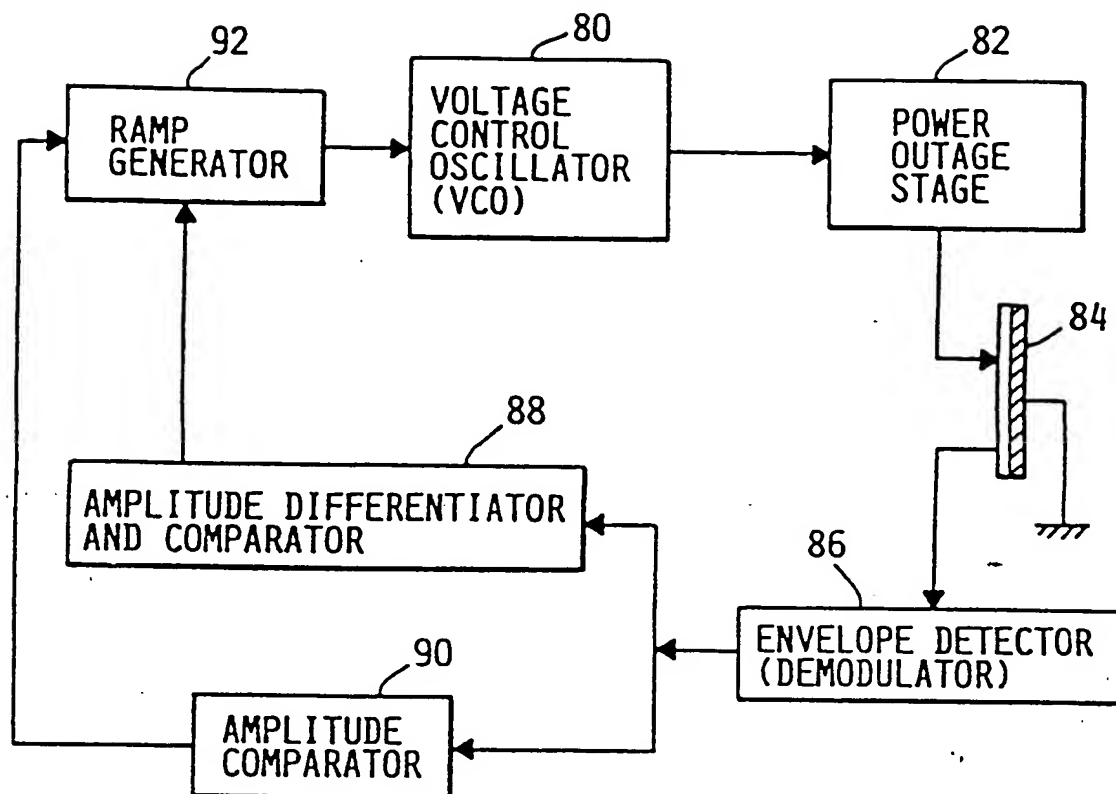 92
RAMP
GENERATOR
80
VOLTAGE
CONTROL
OSCILLATOR
(VCO)
82
POWER
OUTAGE
STAGE
84
88
AMPLITUDE DIFFERENTIATOR
AND COMPARATOR
86
ENVELOPE DETECTOR
(DEMODULATOR)
90
AMPLITUDE
COMPARATOR